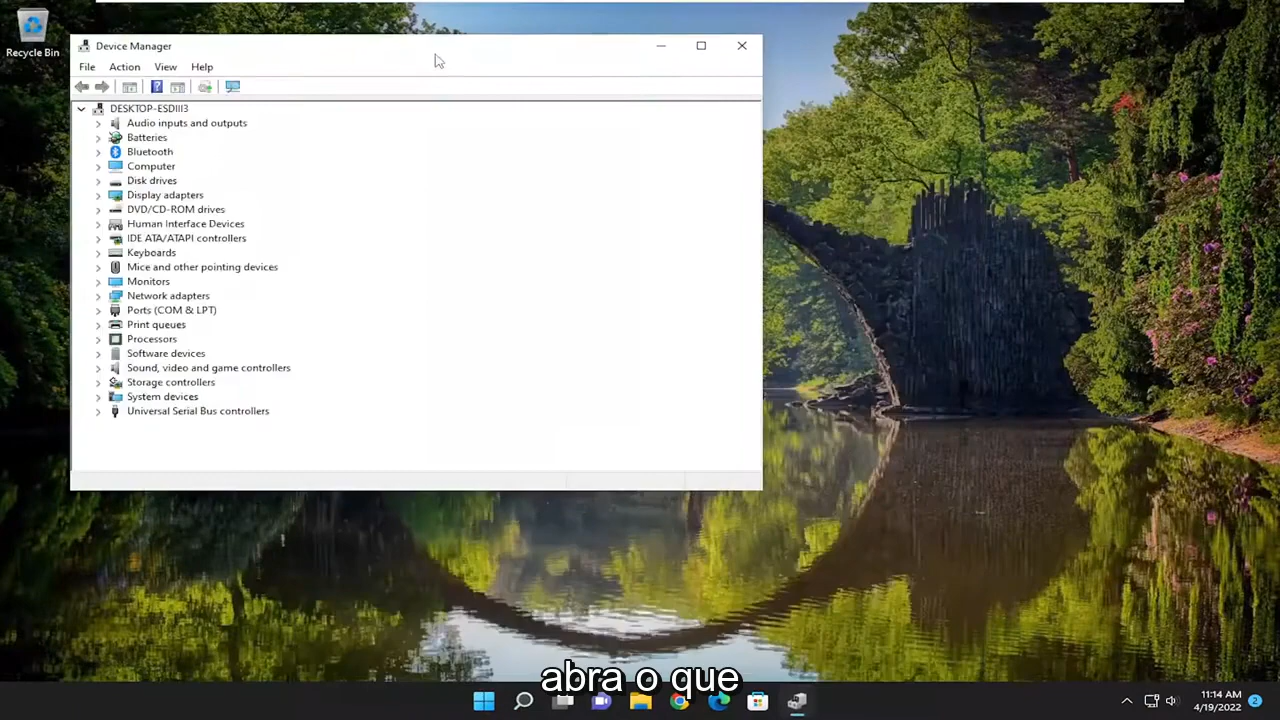 Recycle Bin
Device Manager
File Action View Help
DESKTOP-ESDIII3
Audio inputs and outputs
Batteries
Bluetooth
Computer
Disk drives
Display adapters
DVD/CD-ROM drives
Human Interface Devices
IDE ATA/ATAPI controllers
Keyboards
Mice and other pointing devices
Monitors
Network adapters
Ports (COM & LPT)
Print queues
Processors
Software devices
Sound, video and game controllers
Storage controllers
System devices
Universal Serial Bus controllers
abra o que
11:14 AM
4/19/2022
2